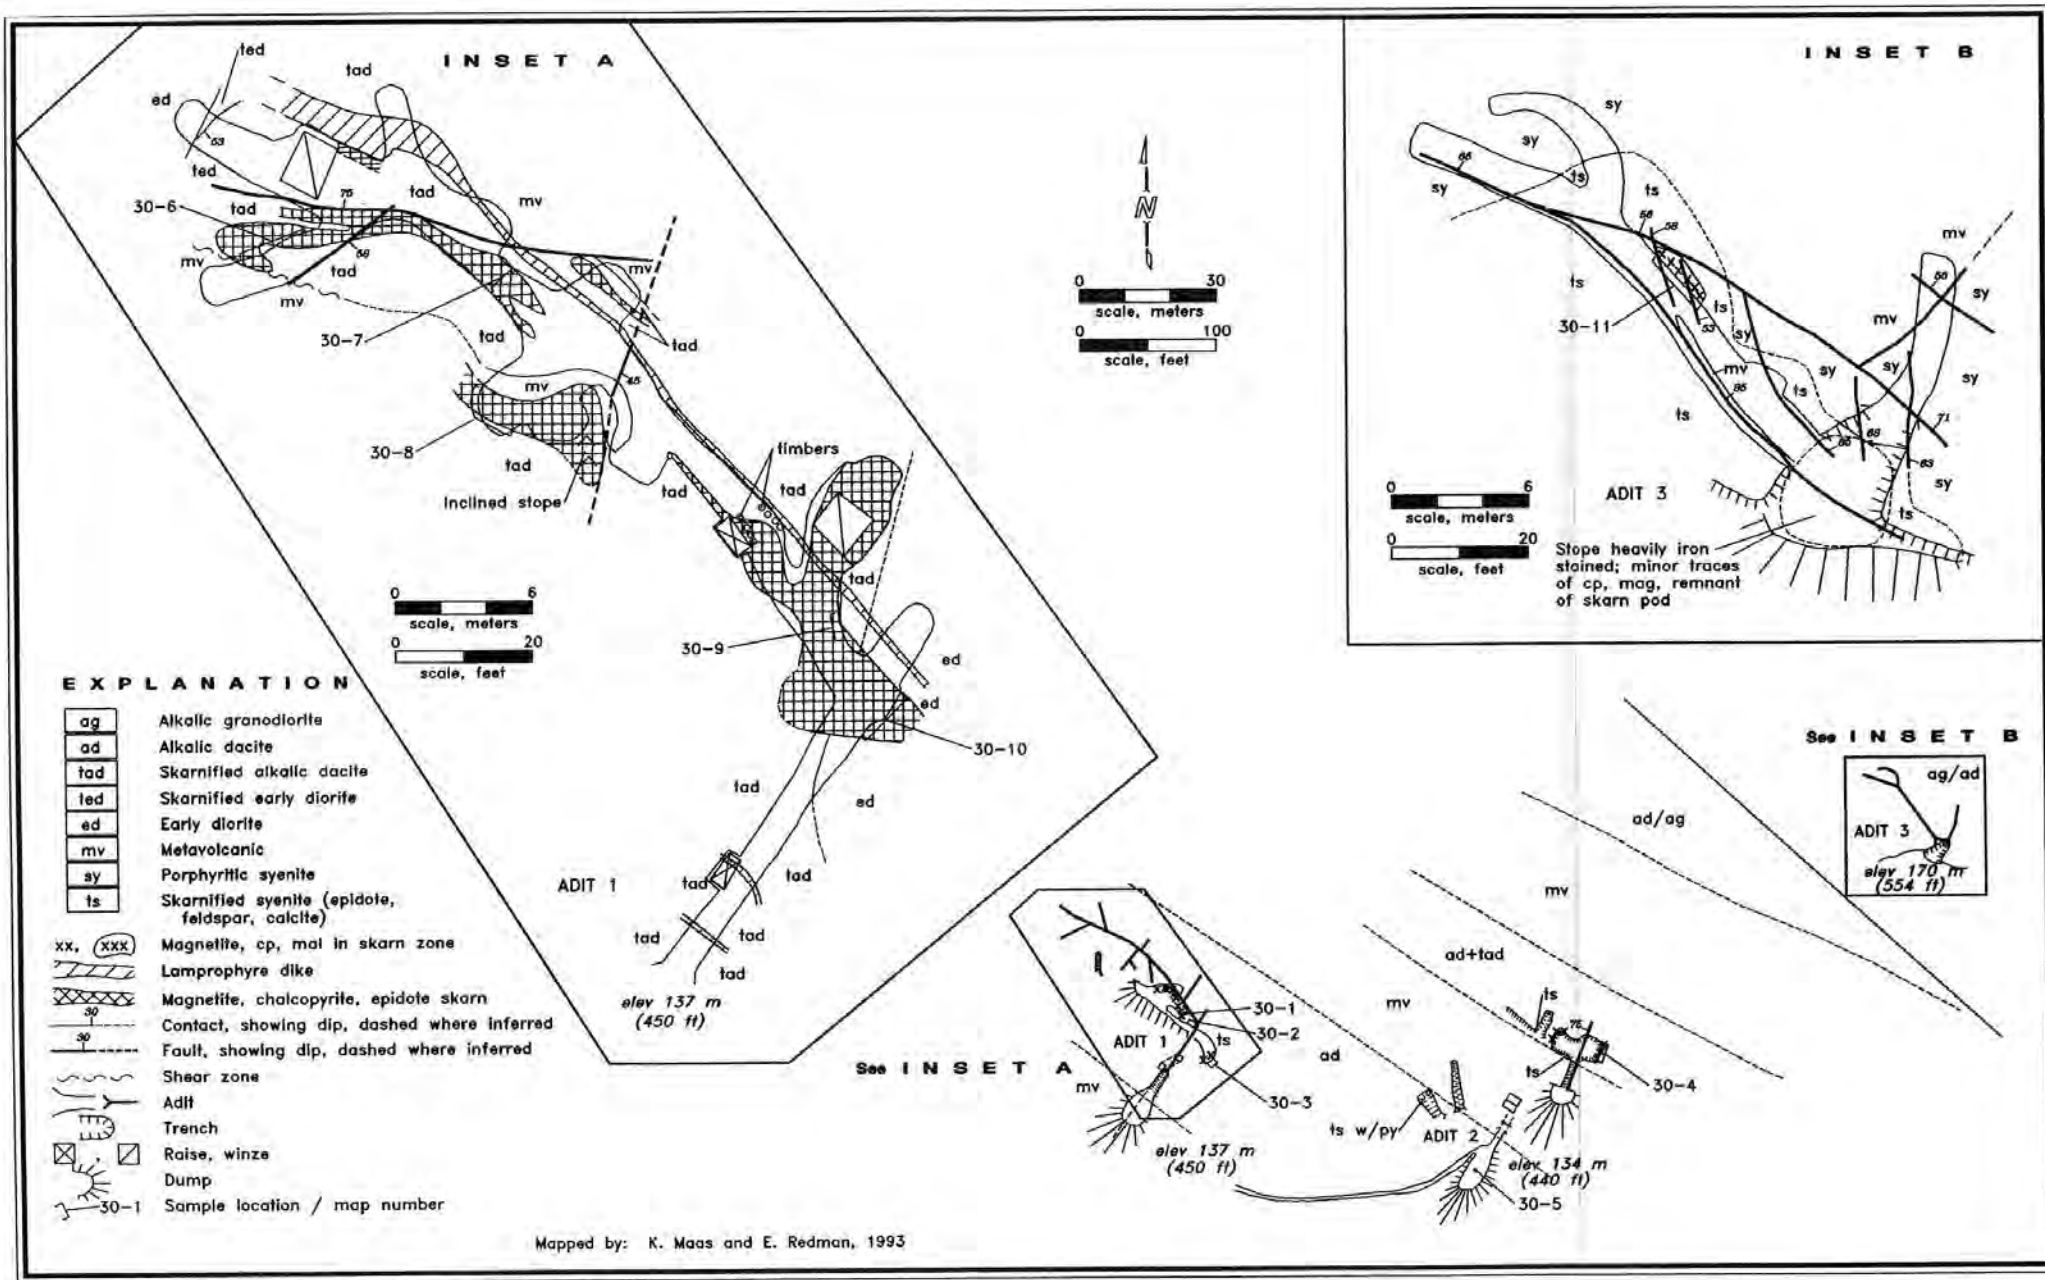 INSET A
ted
tad
ed
53
ted
tad
mv
75
30-6
tad
68
mv
tad
mv
mv
30-7
tad
tad
mv
45
30-8
tad
timbers
tad
tad
Inclined stope
tad
0 6
scale, meters
0 20
scale, feet
30-9
ed
ed
30-10
tad
ed
ADIT 1
tad
tad
tad
tad
tad
elev 137 m
(450 ft)
N
0 30
scale, meters
0 100
scale, feet
INSET B
sy
sy
65
ts
sy
ts
56
58
mv
55
ts
sy
ts
30-11
53
sy
mv
mv
sy
sy
sy
85
ts
ts
71
68
63
sy
0 6
scale, meters
ADIT 3
ts
0 20
scale, feet
Stope heavily iron
stained; minor traces
of cp, mag, remnant
of skarn pod
EXPLANATION
ag Alkalic granodiorite
ad Alkalic dacite
tad Skarnified alkalic dacite
ted Skarnified early diorite
ed Early diorite
mv Metavolcanic
sy Porphyritic syenite
ts Skarnified syenite (epidote,
feldspar, calcite)
xx, xxx Magnetite, cp, mal in skarn zone
Lamprophyre dike
Magnetite, chalcopyrite, epidote skarn
30 Contact, showing dip, dashed where inferred
30 Fault, showing dip, dashed where inferred
Shear zone
Adit
Trench
, Raise, winze
Dump
30-1 Sample location / map number
Mapped by: K. Maas and E. Redman, 1993
See INSET B
ag/ad
ADIT 3
elev 170 m
(554 ft)
ad/ag
mv
ad+tad
mv
ts
75
30-1
30-2
ADIT 1
ts
ad
xx
See INSET A
mv
30-3
ts
30-4
ts w/py
ADIT 2
elev 137 m
(450 ft)
elev 134 m
(440 ft)
30-5